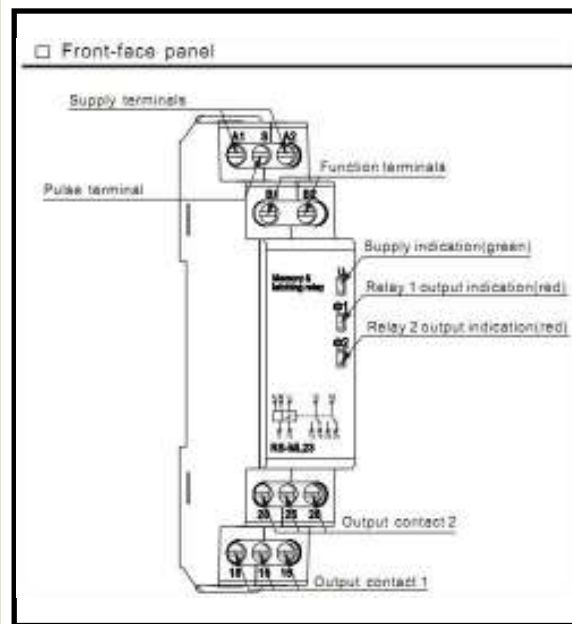 Front-face panel
Supply terminals
A1 S A2
Function terminals
Pulse terminal
B1 B2
Supply indication(green)
Memory &
latching relay
Relay 1 output indication(red)
Relay 2 output indication(red)
Output contact 2
Output contact 1